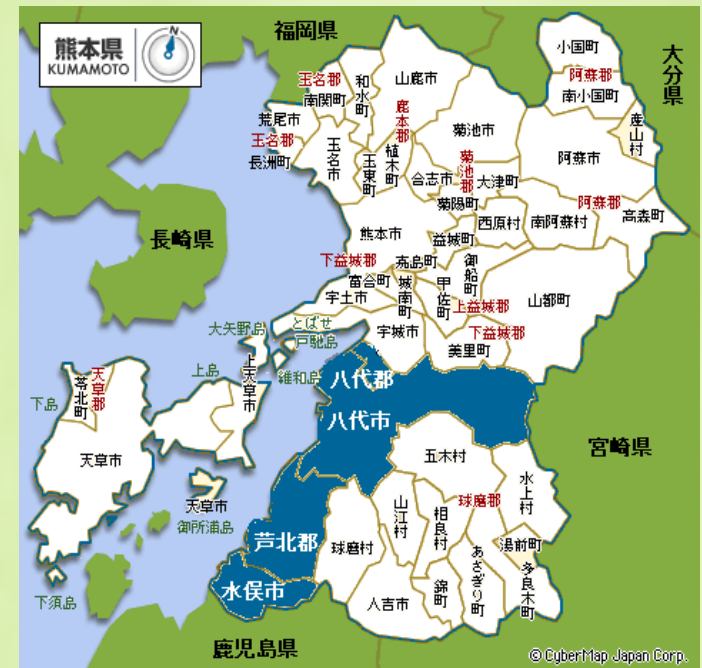 熊本県
KUMAMOTO
N
福岡県
大分県
小国町
阿蘇郡
南小国町
産山村
玉名郡
南関町
和水町
山鹿市
鹿本郡
菊池市
阿蘇市
荒尾市
玉名郡
長洲町
玉名市
玉東町
植木町
合志市
菊池郡
大津町
菊陽町
阿蘇郡
高森町
西原村
南阿蘇村
熊本市
益城町
長崎県
下益城郡
嘉島町
御船町
富合町
城南町
甲佐町
上益城郡
山都町
宇土市
宇城市
下益城郡
美里町
とばせ
戸馳島
大矢野島
上天草市
維和島
上島
下島
天草郡
苓北町
天草市
天草市
御所浦島
下須島
八代郡
八代市
芦北郡
水俣市
五木村
水上村
宮崎県
球磨郡
山江村
相良村
湯前町
球磨村
あさぎり町
多良木町
錦町
人吉市
鹿児島県
© CyberMap Japan Corp.